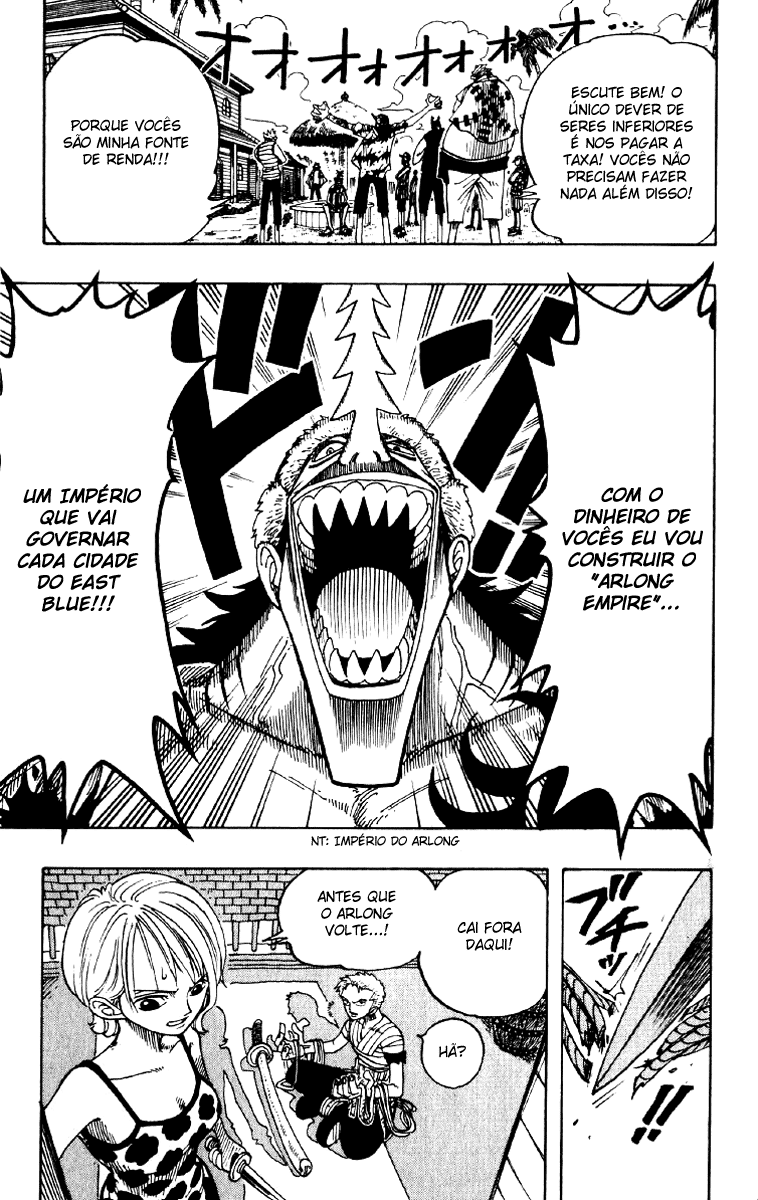 オオオオオオオオ...
ESCUTE BEM! O
ÚNICO DEVER DE
SERES INFERIORES
É NOS PAGAR A
TAXA! VOCÊS NÃO
PRECISAM FAZER
NADA ALÉM DISSO!
PORQUE VOCÊS
SÃO MINHA FONTE
DE RENDA!!!
COM O
DINHEIRO DE
VOCÊS EU VOU
CONSTRUIR O
"ARLONG
EMPIRE"...
UM IMPÉRIO
QUE VAI
GOVERNAR
CADA CIDADE
DO EAST
BLUE!!!
NT: IMPÉRIO DO ARLONG
ブチッ
!!
CAI FORA
DAQUI!
ANTES QUE
O ARLONG
VOLTE...!
HÃ?